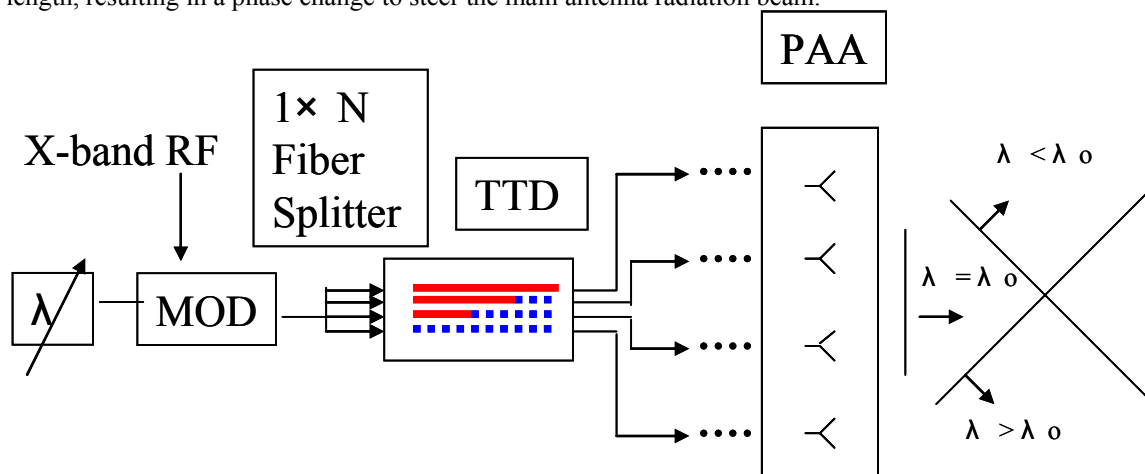 length, resulting in a phase change to steer the main antenna radiation beam.
PAA
1× N
Fiber
Splitter
X-band RF
TTD
λ
MOD
λ < λ o
λ = λ o
λ > λ o